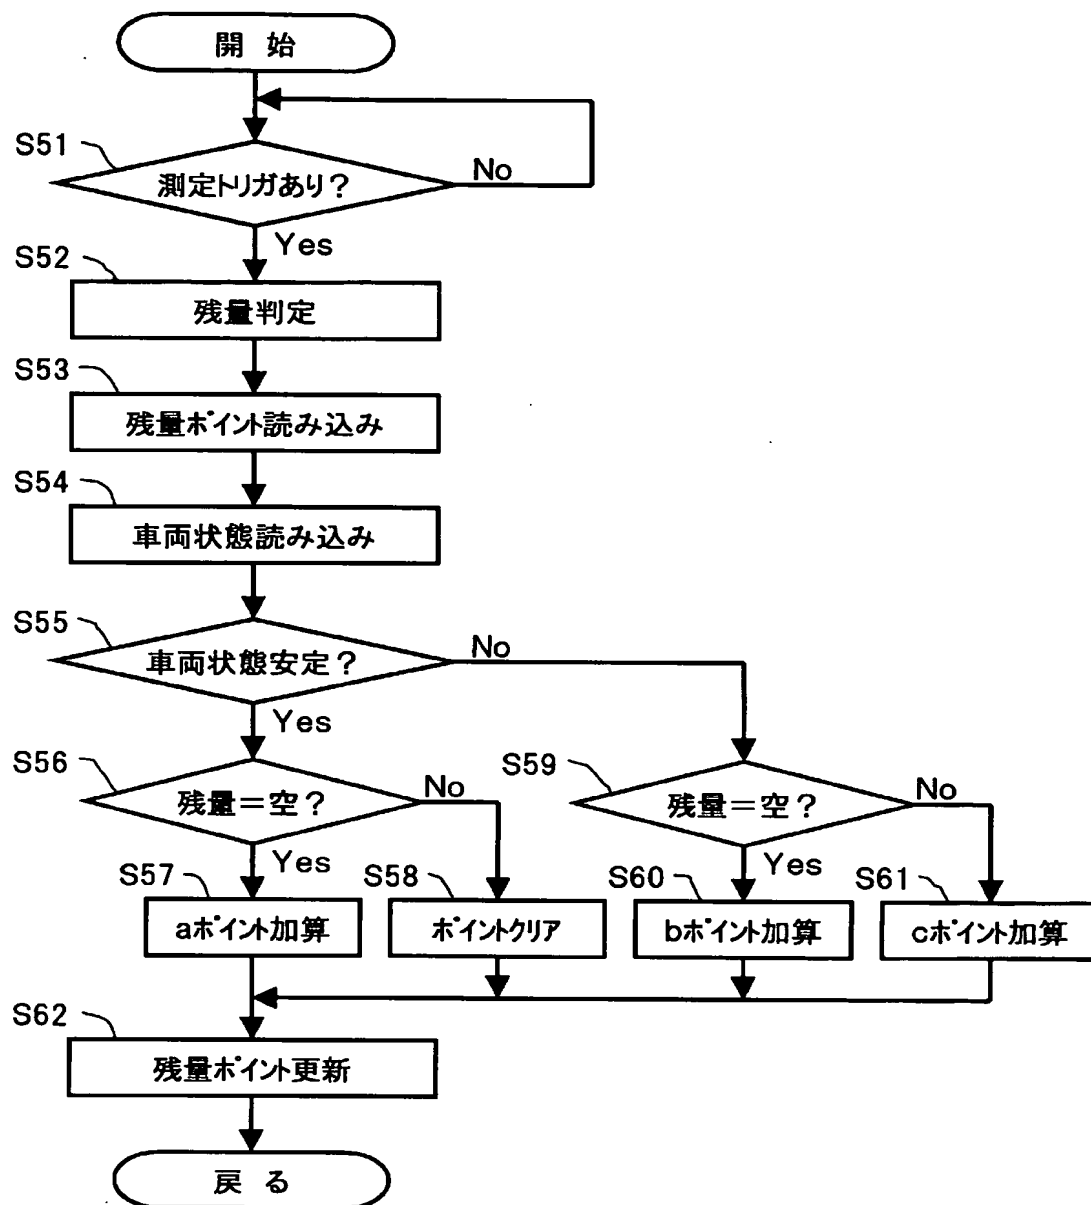 開 始
S51
測定トリガあり？
No
Yes
S52
残量判定
S53
残量ポイント読み込み
S54
車両状態読み込み
S55
車両状態安定？
No
Yes
S56
残量＝空？
No
Yes
S59
残量＝空？
No
Yes
S57
aポイント加算
S58
ポイントクリア
S60
bポイント加算
S61
cポイント加算
S62
残量ポイント更新
戻 る